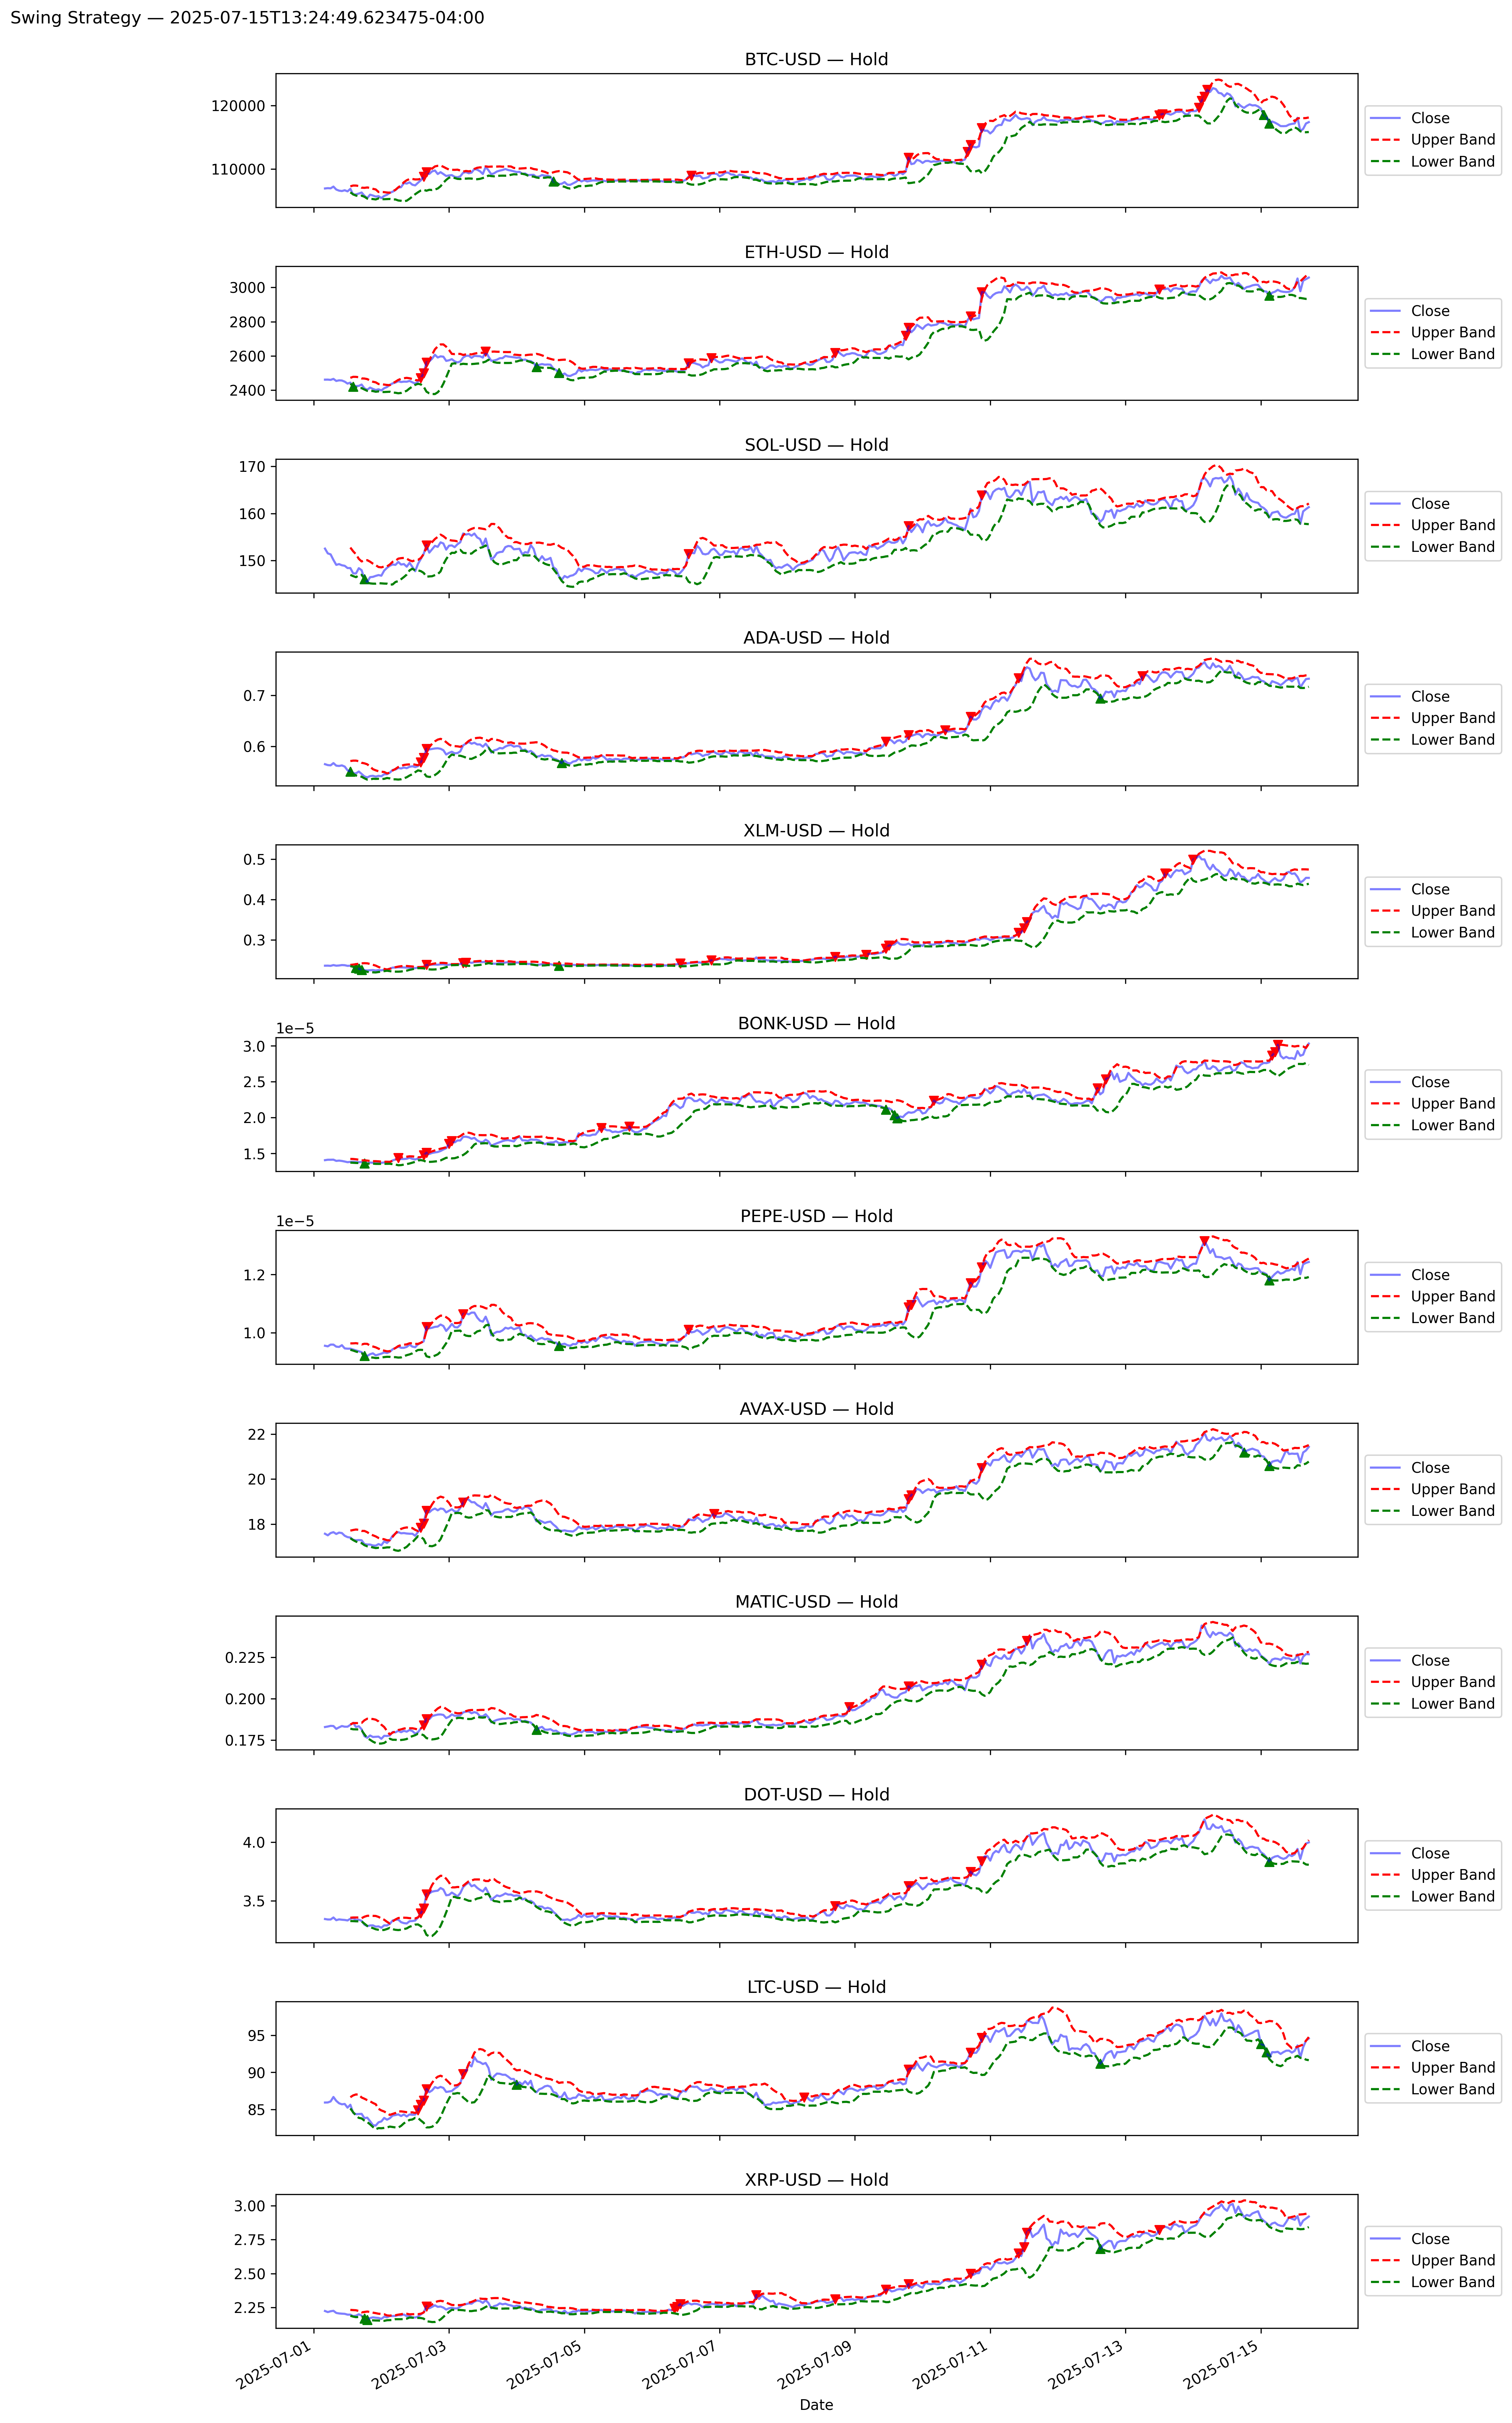 Swing Strategy — 2025-07-15T13:24:49.623475-04:00
BTC-USD — Hold
120000
110000
Close
Upper Band
Lower Band
ETH-USD — Hold
3000
2800
2600
2400
Close
Upper Band
Lower Band
SOL-USD — Hold
170
160
150
Close
Upper Band
Lower Band
ADA-USD — Hold
0.7
0.6
Close
Upper Band
Lower Band
XLM-USD — Hold
0.5
0.4
0.3
Close
Upper Band
Lower Band
BONK-USD — Hold
1e−5
3.0
2.5
2.0
1.5
Close
Upper Band
Lower Band
PEPE-USD — Hold
1e−5
1.2
1.0
Close
Upper Band
Lower Band
AVAX-USD — Hold
22
20
18
Close
Upper Band
Lower Band
MATIC-USD — Hold
0.225
0.200
0.175
Close
Upper Band
Lower Band
DOT-USD — Hold
4.0
3.5
Close
Upper Band
Lower Band
LTC-USD — Hold
95
90
85
Close
Upper Band
Lower Band
XRP-USD — Hold
3.00
2.75
2.50
2.25
Close
Upper Band
Lower Band
2025-07-01
2025-07-03
2025-07-05
2025-07-07
2025-07-09
2025-07-11
2025-07-13
2025-07-15
Date